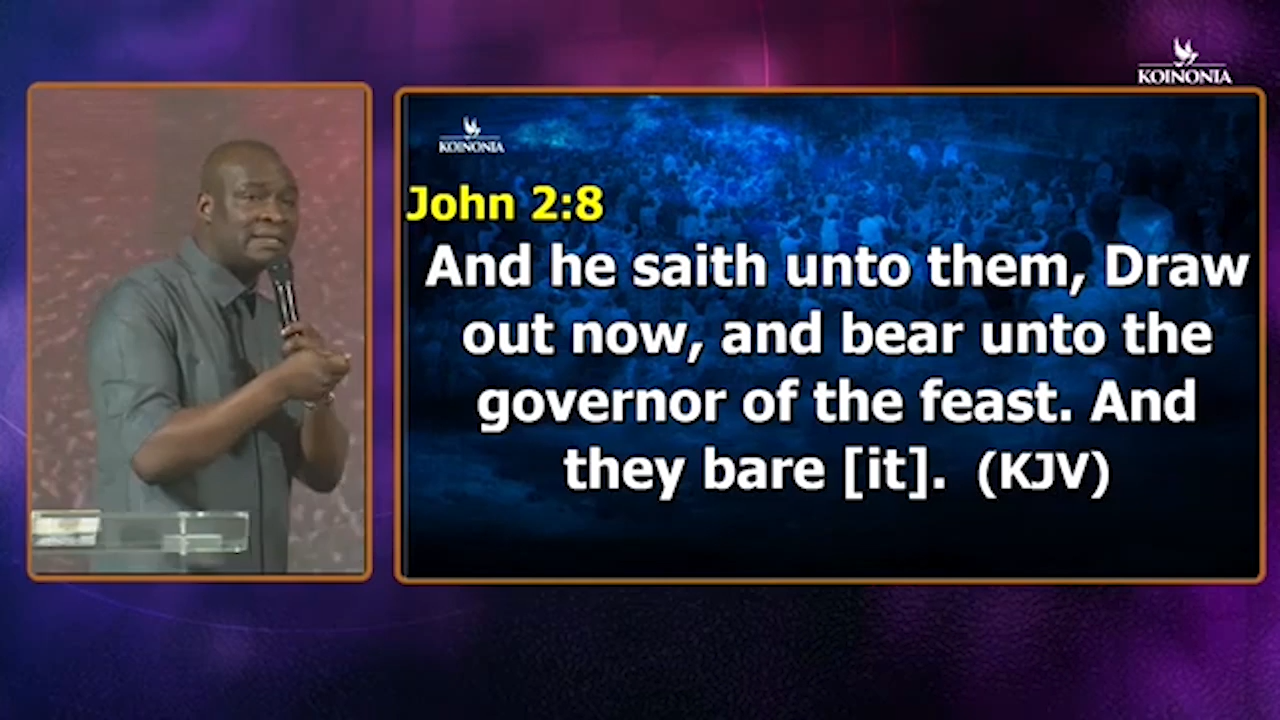 KOINONIA
KOINONIA
John 2:8
And he saith unto them, Draw
out now, and bear unto the
governor of the feast. And
they bare [it]. (KJV)